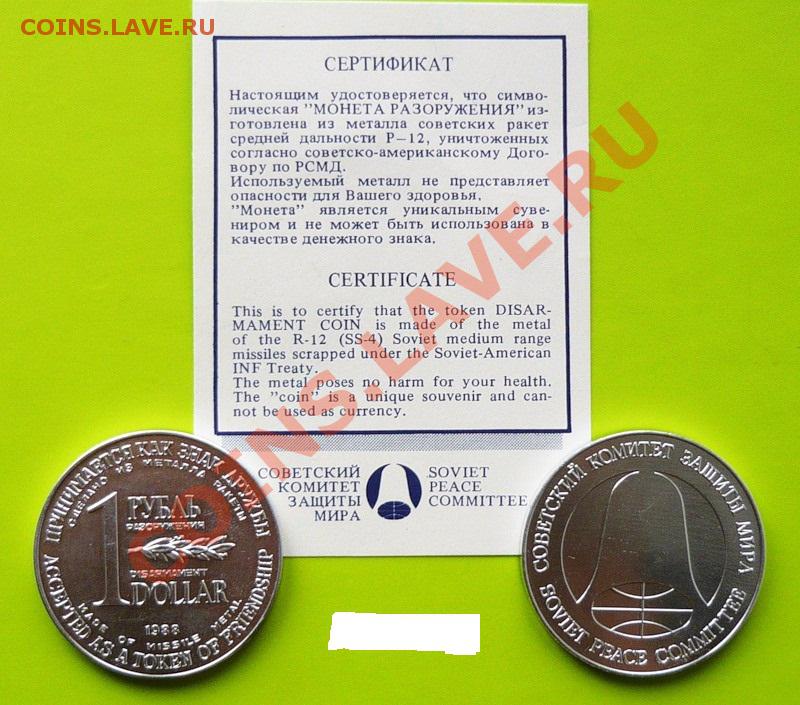 COINS.LAVE.RU
СЕРТИФИКАТ
Настоящим удостоверяется, что симво-
лическая "МОНЕТА РАЗОРУЖЕНИЯ" из-
готовлена из металла советских ракет
средней дальности Р—12, уничтоженных
согласно советско-американскому Дого-
вору по РСМД.
Используемый металл не представляет
опасности для Вашего здоровья.
"Монета" является уникальным суве-
ниром и не может быть использована в
качестве денежного знака.
CERTIFICATE
This is to certify that the token DISAR-
MAMENT COIN is made of the metal
of the R-12 (SS-4) Soviet medium range
missiles scrapped under the Soviet-American
INF Treaty.
The metal poses no harm for your health.
The "coin" is a unique souvenir and can-
not be used as currency.
СОВЕТСКИЙ
КОМИТЕТ
ЗАЩИТЫ
МИРА
SOVIET
PEACE
COMMITTEE
COINS.LAVE.RU
ПРИНИМАЕТСЯ КАК ЗНАК ДРУЖБЫ
СДЕЛАНО ИЗ МЕТАЛЛА РАКЕТЫ
1 РУБЛЬ
РАЗОРУЖЕНИЯ
DISARMAMENT
DOLLAR
1988
MADE OF MISSILE METAL
ACCEPTED AS A TOKEN OF FRIENDSHIP
СОВЕТСКИЙ КОМИТЕТ ЗАЩИТЫ МИРА
SOVIET PEACE COMMITTEE